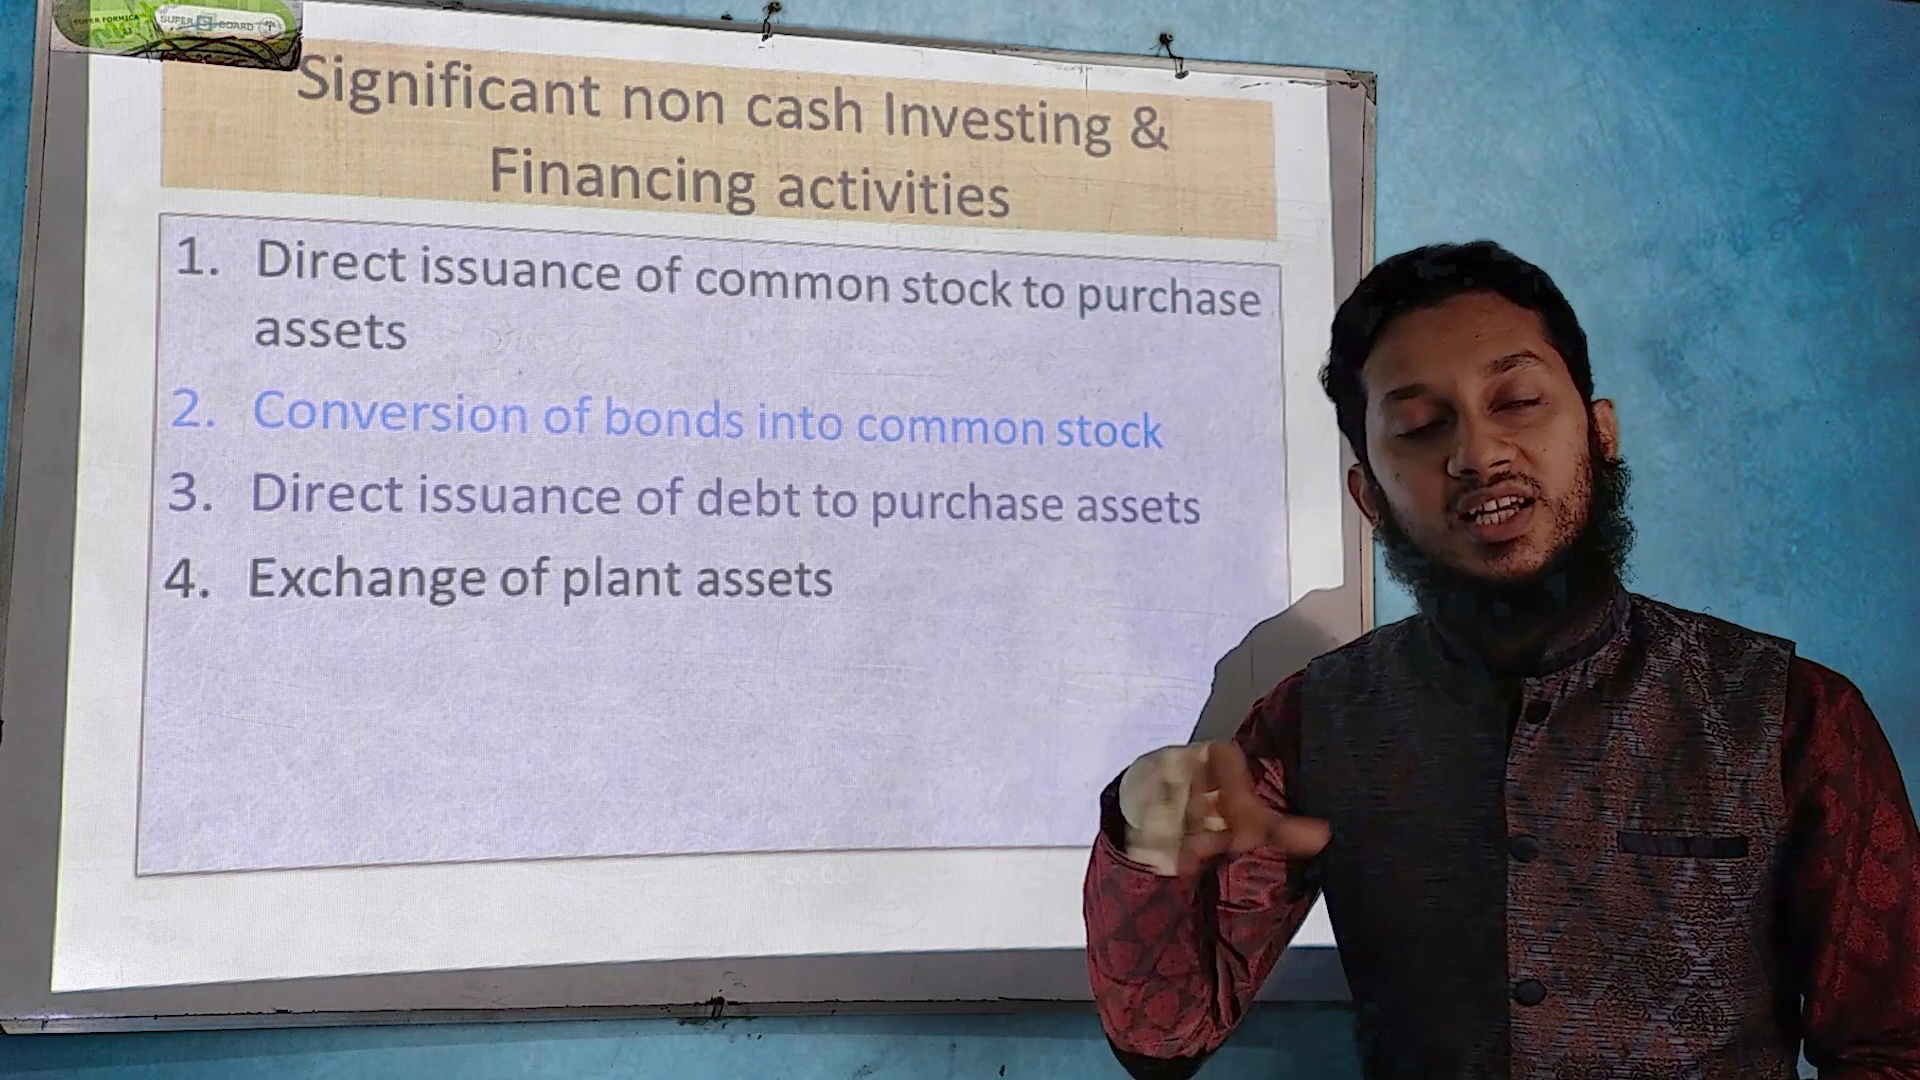 SUPER FORMICA
SUPER BOARD
Significant non cash Investing &
Financing activities
1. Direct issuance of common stock to purchase
assets
2. Conversion of bonds into common stock
3. Direct issuance of debt to purchase assets
4. Exchange of plant assets